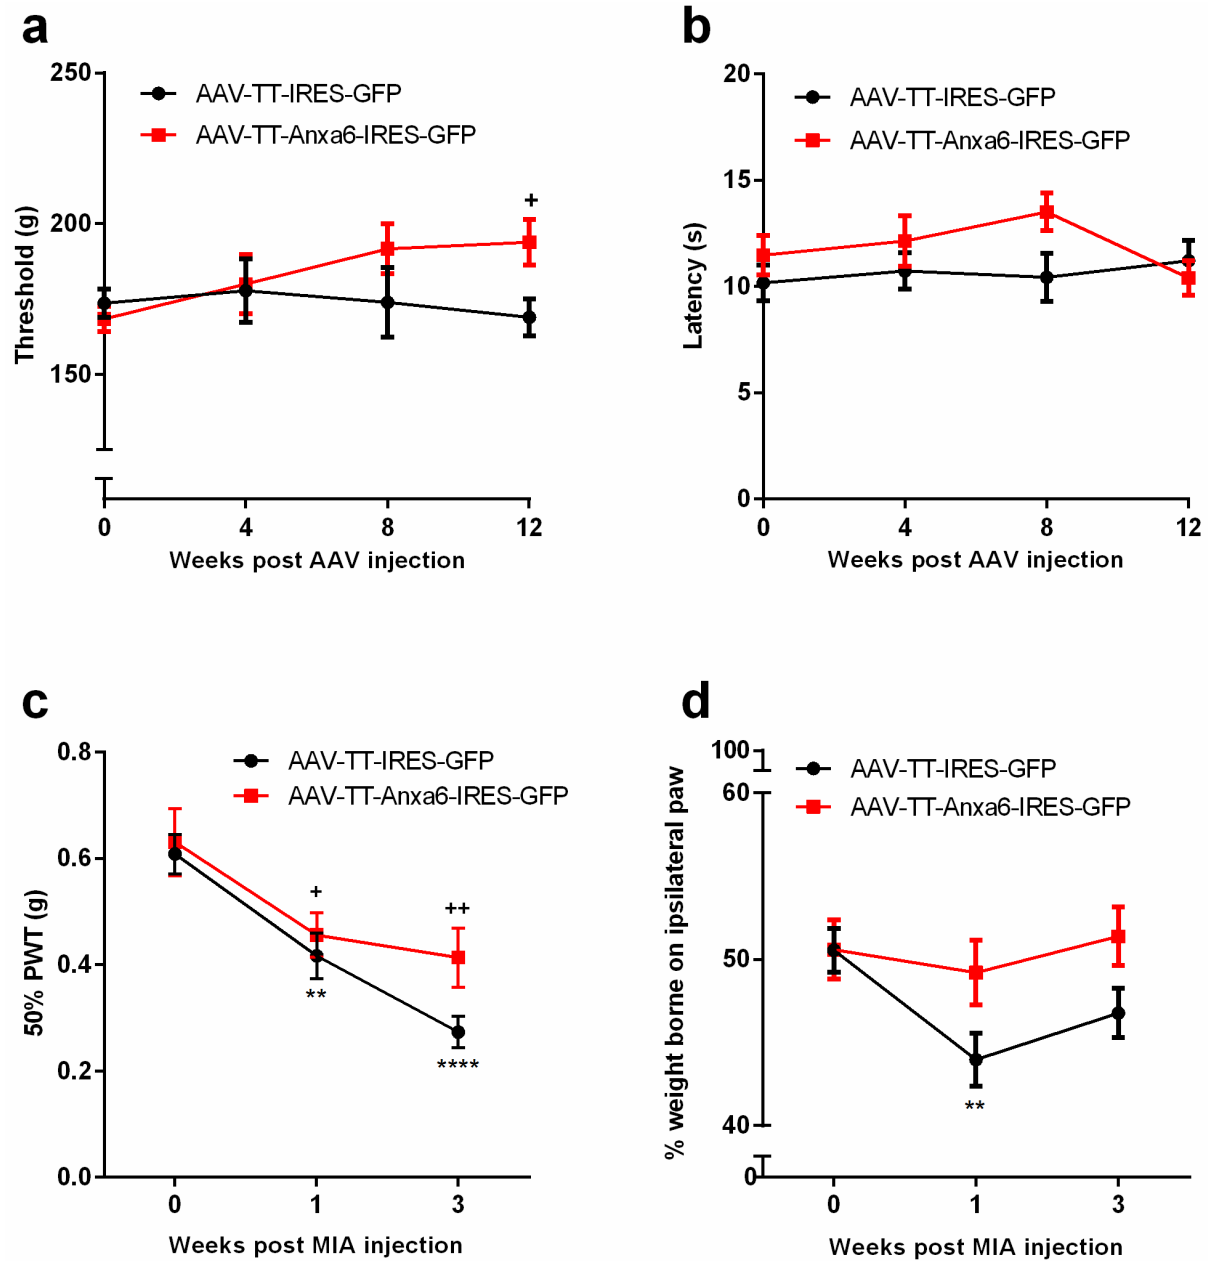 a
250
200
150
Threshold (g)
AAV-TT-IRES-GFP
AAV-TT-Anxa6-IRES-GFP
+
0 4 8 12
Weeks post AAV injection
b
20
15
10
5
0
Latency (s)
AAV-TT-IRES-GFP
AAV-TT-Anxa6-IRES-GFP
0 4 8 12
Weeks post AAV injection
c
0.8
0.6
0.4
0.2
0.0
50% PWT (g)
AAV-TT-IRES-GFP
AAV-TT-Anxa6-IRES-GFP
+
++
**
****
0 1 3
Weeks post MIA injection
d
100
60
50
40
0
% weight borne on ipsilateral paw
AAV-TT-IRES-GFP
AAV-TT-Anxa6-IRES-GFP
**
0 1 3
Weeks post MIA injection